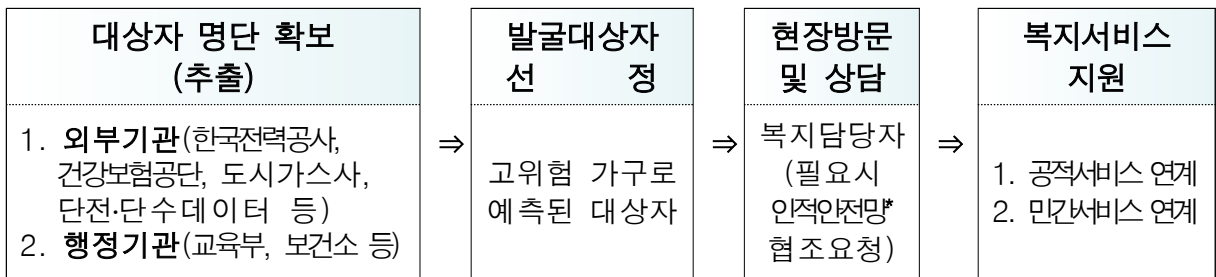 대상자 명단 확보
(추출)
1. 외부기관(한국전력공사,
건강보험공단, 도시가스사,
단전·단수데이터 등)
2. 행정기관(교육부, 보건소 등)
⇒
발굴대상자
선 정
고위험 가구로
예측된 대상자
⇒
현장방문
및 상담
복지담당자
(필요시
인적안전망*
협조요청)
⇒
복지서비스
지원
1. 공적서비스 연계
2. 민간서비스 연계